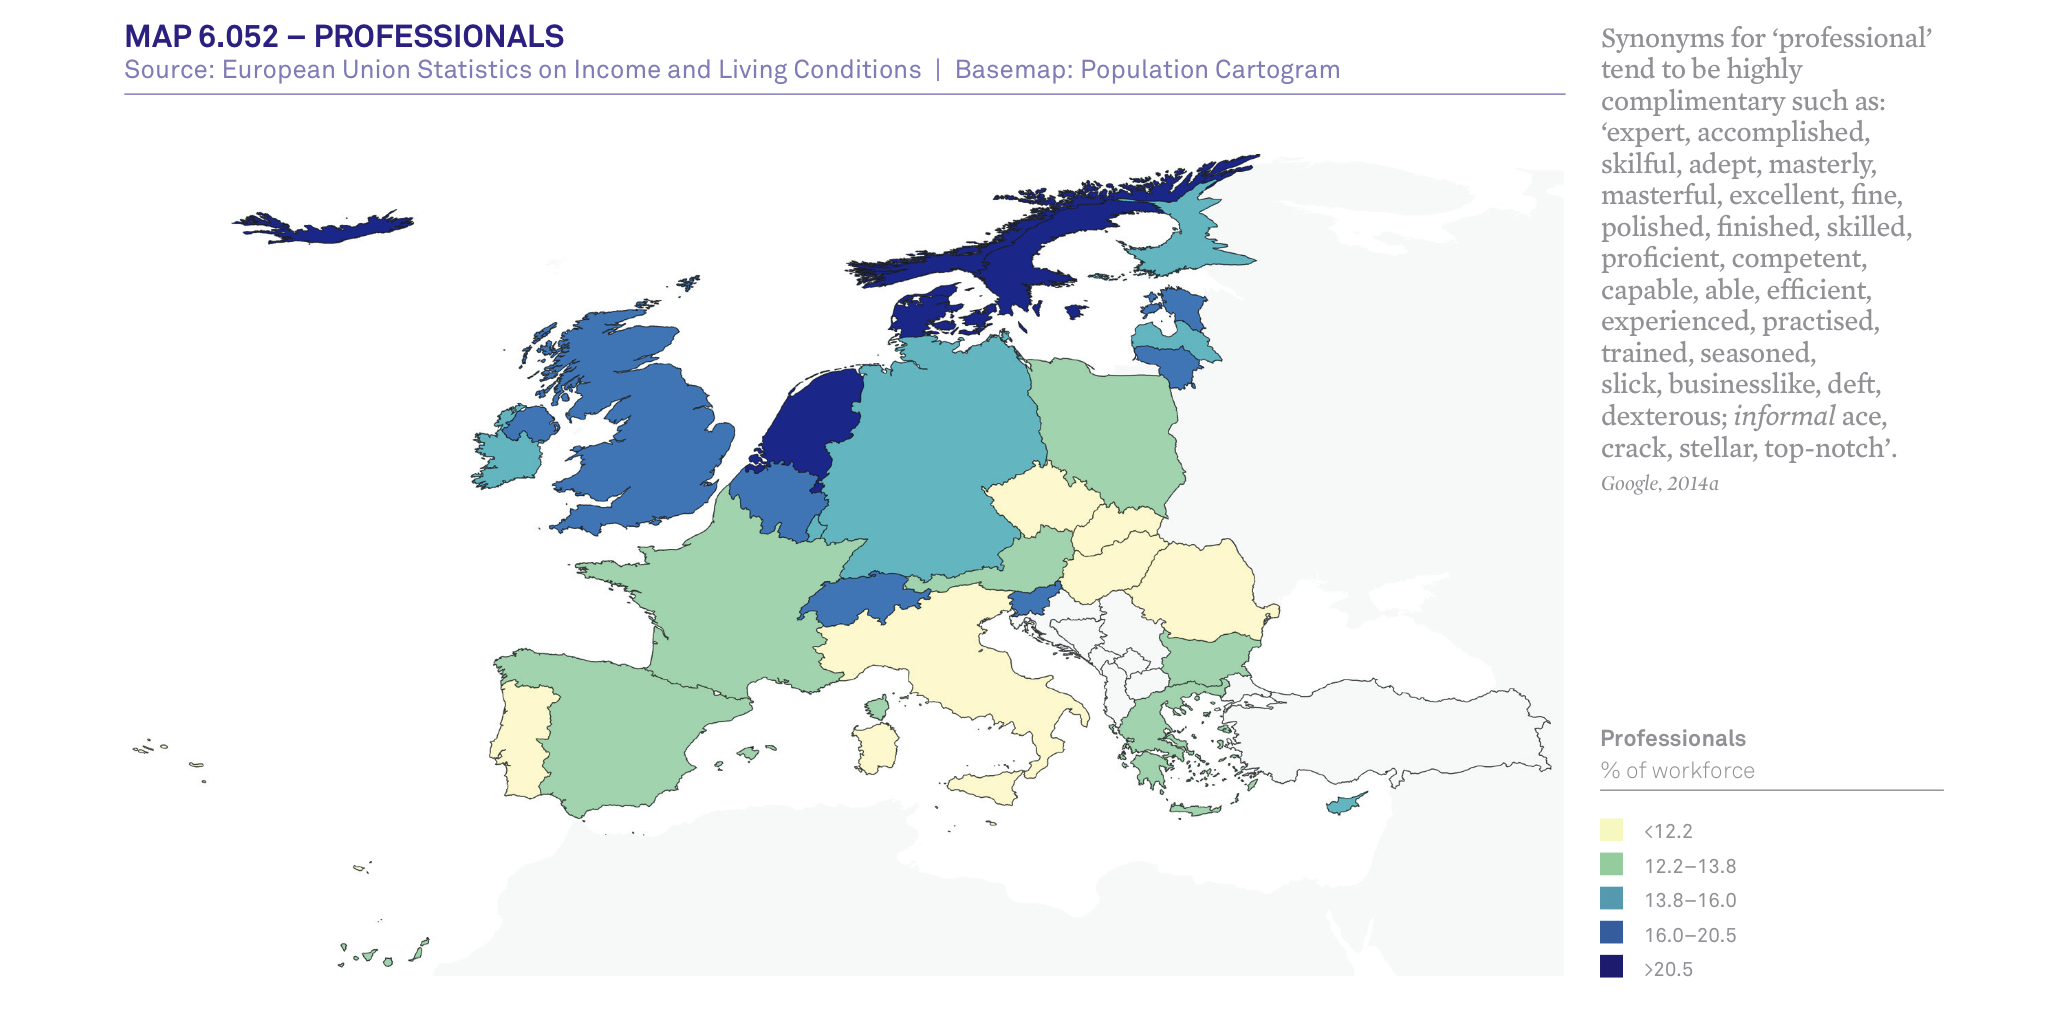 MAP 6.052 – PROFESSIONALS
Source: European Union Statistics on Income and Living Conditions | Basemap: Population Cartogram
Synonyms for ‘professional’
tend to be highly
complimentary such as:
‘expert, accomplished,
skilful, adept, masterly,
masterful, excellent, fine,
polished, finished, skilled,
proficient, competent,
capable, able, efficient,
experienced, practised,
trained, seasoned,
slick, businesslike, deft,
dexterous; informal ace,
crack, stellar, top-notch’.
Google, 2014a
Professionals
% of workforce
<12.2
12.2–13.8
13.8–16.0
16.0–20.5
>20.5